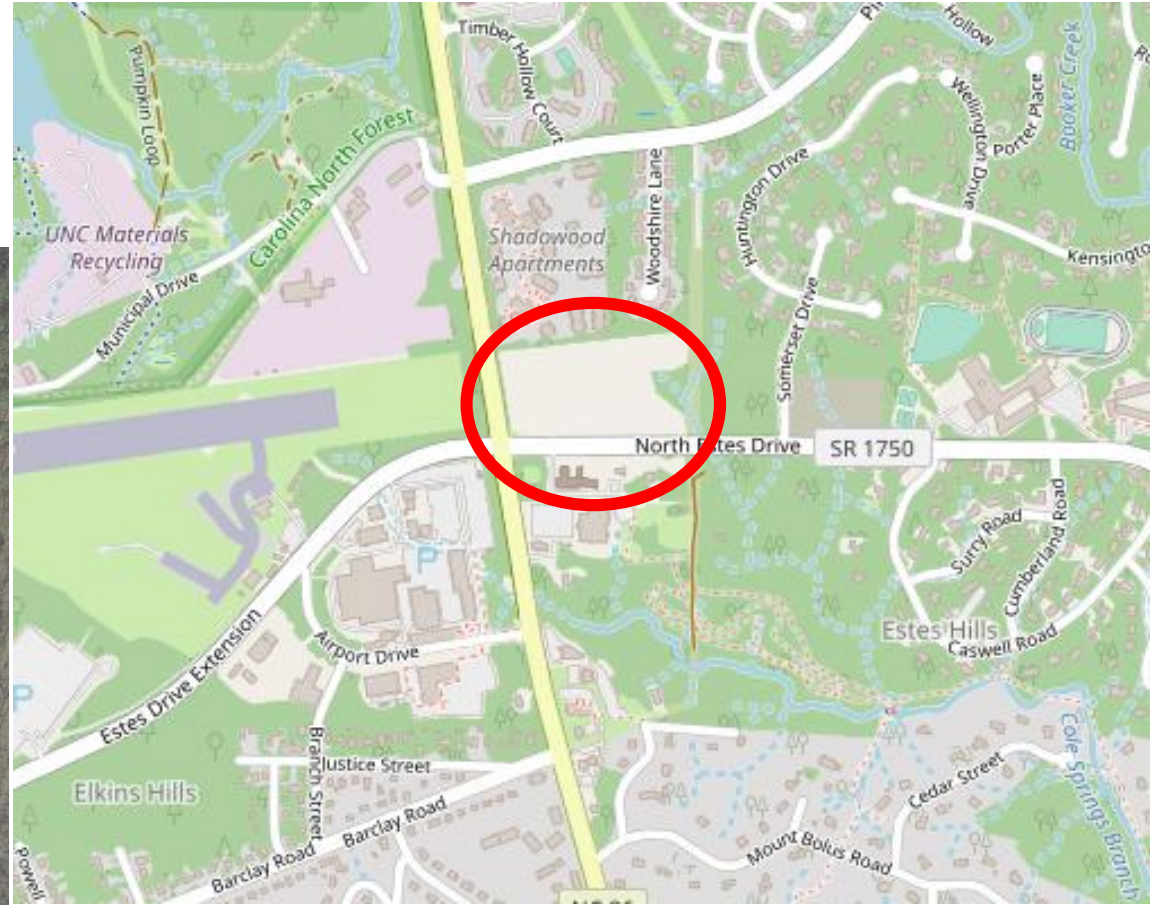 Timber Hollow Court
Hollow
Booker Creek
Pumpkin Loop
Carolina North Forest
Wellington Drive
Porter Place
Huntington Drive
Woodshire Lane
UNC Materials
Recycling
Shadowood
Apartments
Kensingto
Municipal Drive
Somerset Drive
North Estes Drive
SR 1750
P
Surry Road
Cumberland Road
Estes Hills
Caswell Road
Airport Drive
P
Estes Drive Extension
Branch Street
Justice Street
Cole Springs Branch
Elkins Hills
Cedar Street
Barclay Road
Barclay Road
Mount Bolus Road
Powell